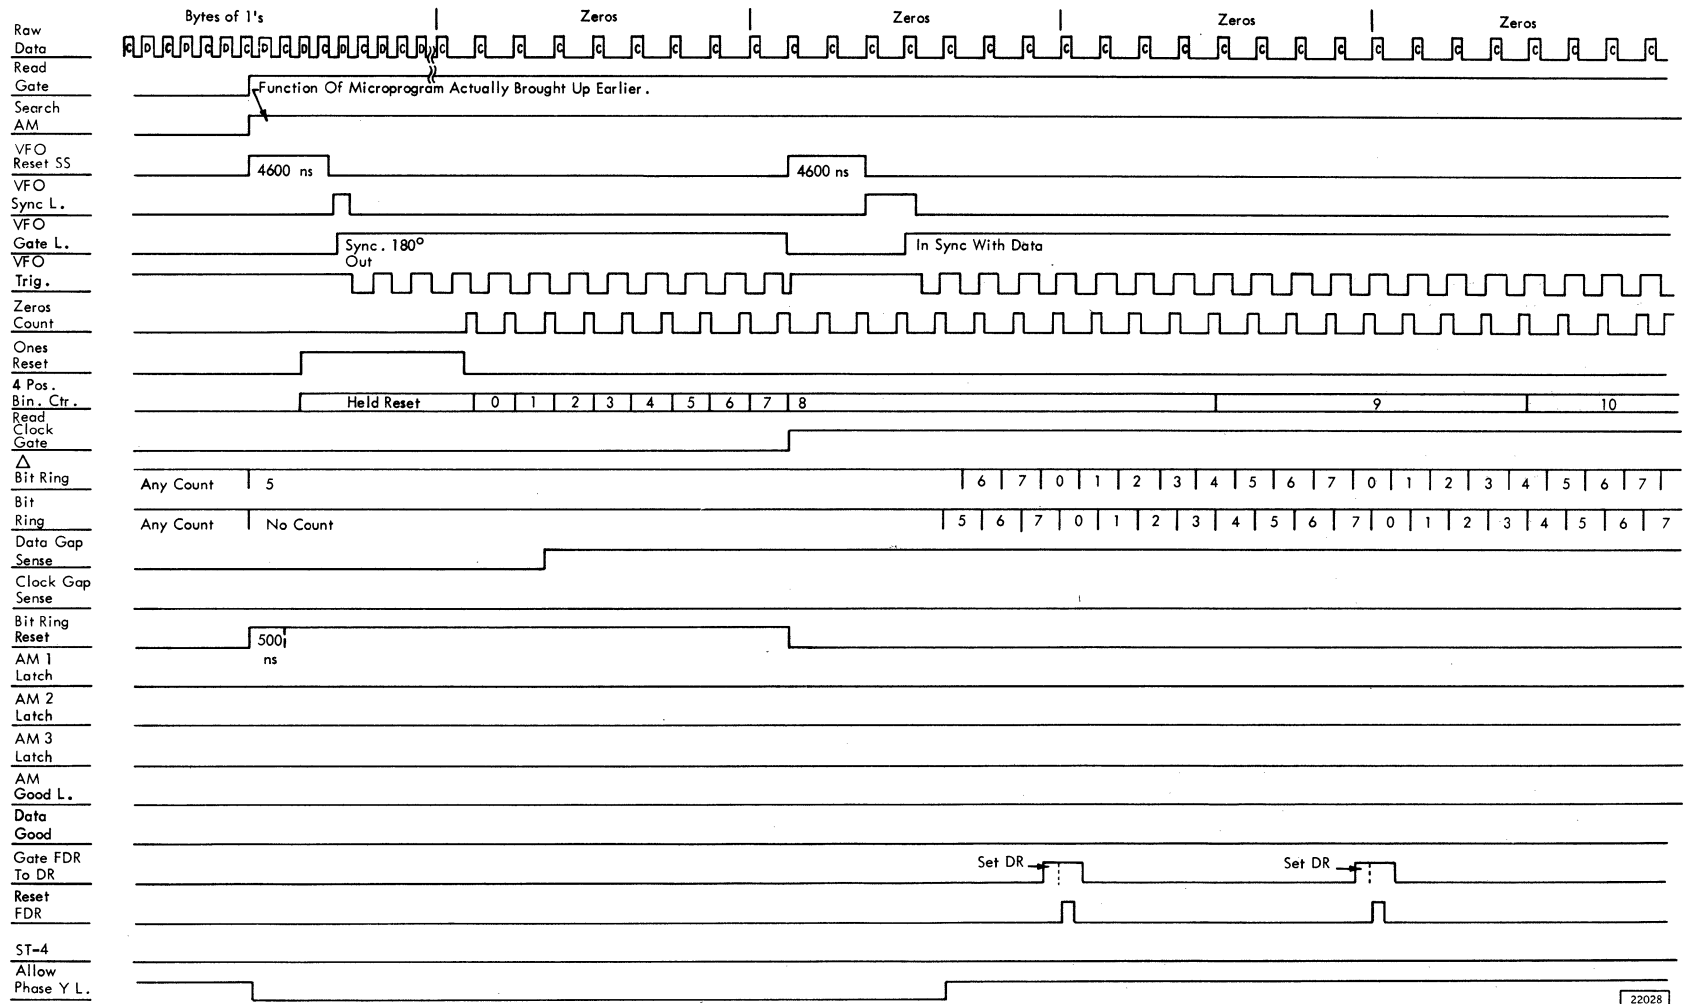 Bytes of 1's Zeros Zeros Zeros Zeros
Raw
Data C D C D C D C D C D C D C D C D C C C C C C C C C C C C C C C C C C C C C C C C C C C C C C C C
Read
Gate Function Of Microprogram Actually Brought Up Earlier.
Search
AM
VFO
Reset SS 4600 ns 4600 ns
VFO
Sync L.
VFO
Gate L. Sync. 180° In Sync With Data
VFO Out
Trig.
Zeros
Count
Ones
Reset
4 Pos.
Bin. Ctr. Held Reset 0 1 2 3 4 5 6 7 8 9 10
Read
Clock
Gate
Δ
Bit Ring Any Count 5 6 7 0 1 2 3 4 5 6 7 0 1 2 3 4 5 6 7
Bit
Ring Any Count No Count 5 6 7 0 1 2 3 4 5 6 7 0 1 2 3 4 5 6 7
Data Gap
Sense
Clock Gap
Sense
Bit Ring
Reset 500
AM 1 ns
Latch
AM 2
Latch
AM 3
Latch
AM
Good L.
Data
Good
Gate FDR Set DR Set DR
To DR
Reset
FDR
ST-4
Allow
Phase Y L.
22028